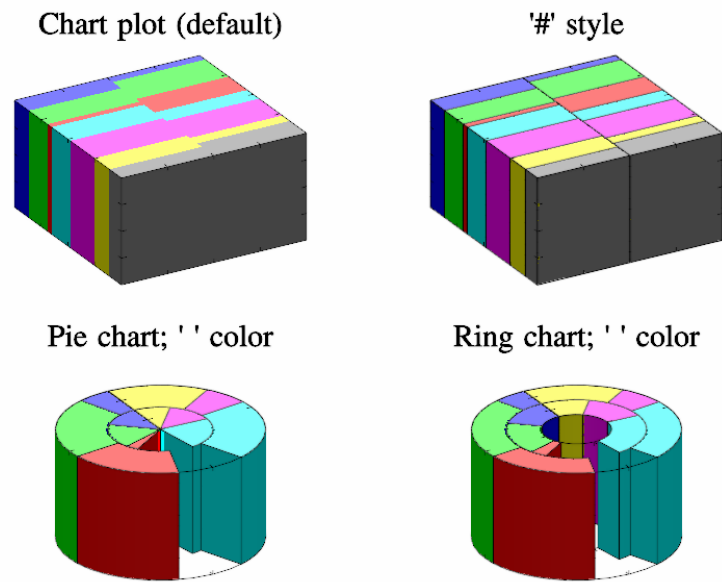 Chart plot (default)
'#' style
Pie chart; ' ' color
Ring chart; ' ' color